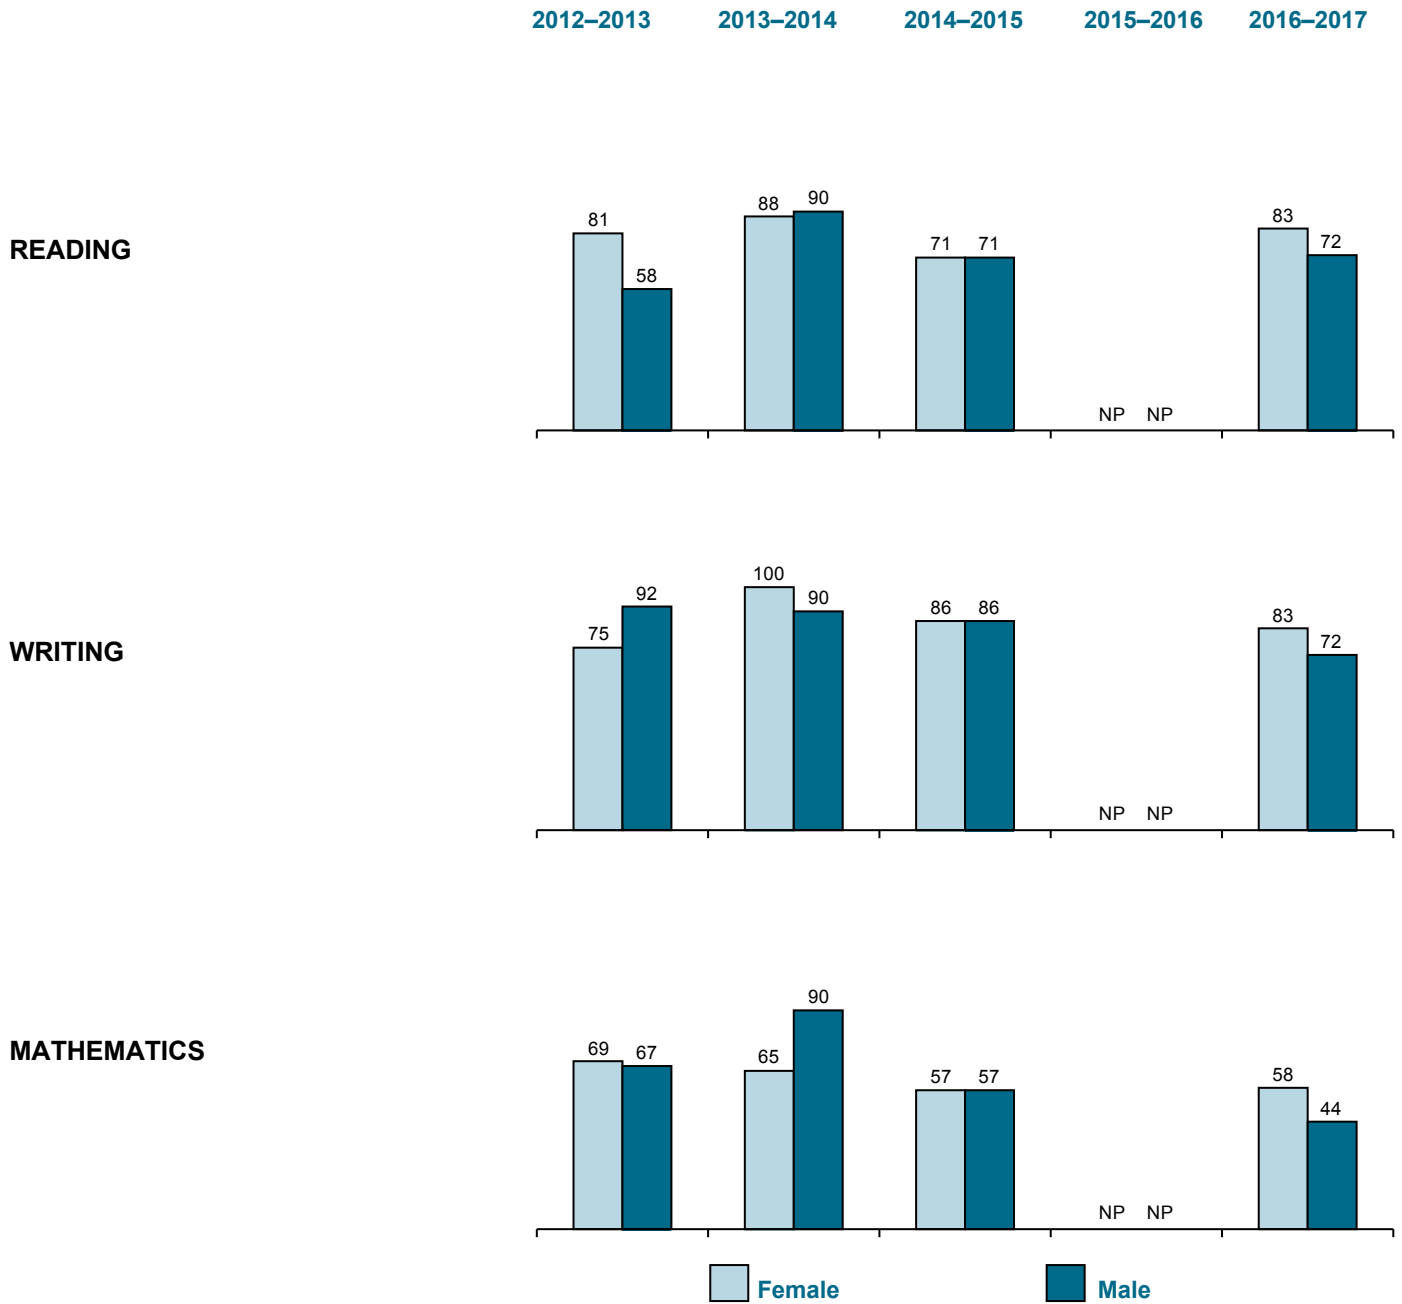 2012–2013 2013–2014 2014–2015 2015–2016 2016–2017
READING
81 58 88 90 71 71 NP NP 83 72
WRITING
75 92 100 90 86 86 NP NP 83 72
MATHEMATICS
69 67 65 90 57 57 NP NP 58 44
Female Male